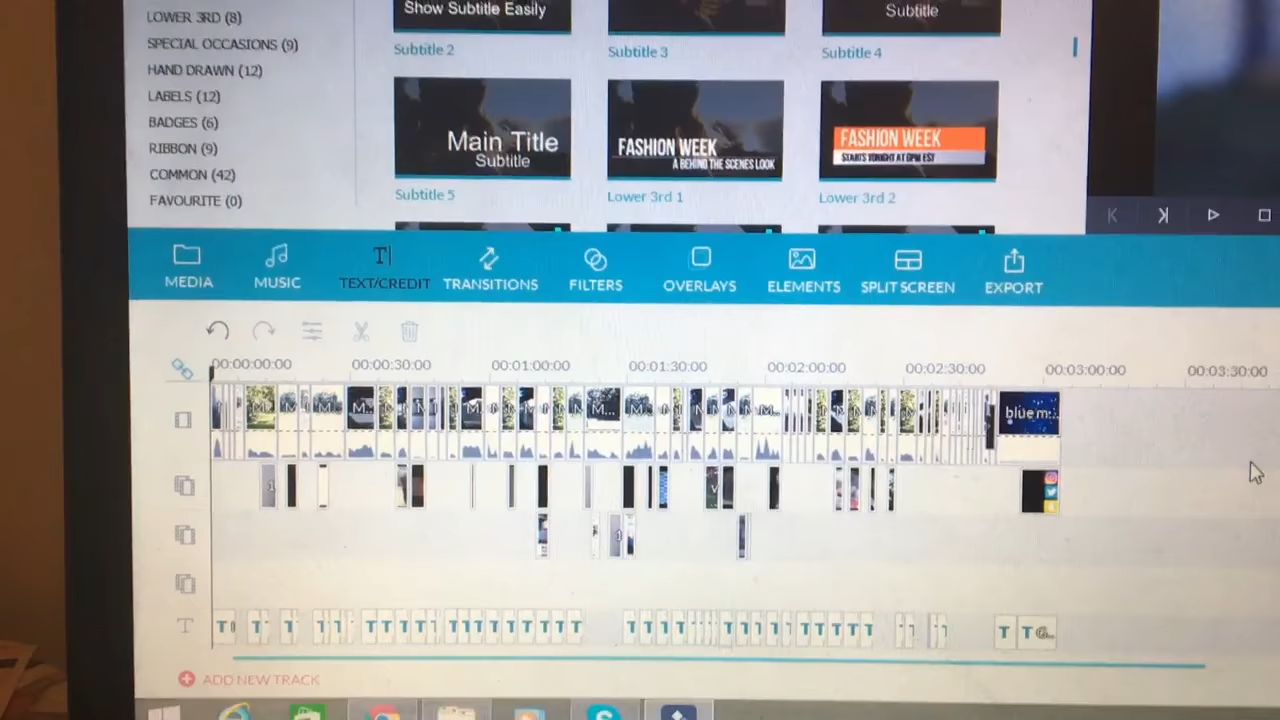 LOWER 3RD (8)
SPECIAL OCCASIONS (9)
HAND DRAWN (12)
LABELS (12)
BADGES (6)
RIBBON (9)
COMMON (42)
FAVOURITE (0)
Show Subtitle Easily
Subtitle
Subtitle 2
Subtitle 3
Subtitle 4
Main Title
Subtitle
FASHION WEEK
A BEHIND THE SCENES LOOK
FASHION WEEK
STARTS TONIGHT AT 6PM EST
Subtitle 5
Lower 3rd 1
Lower 3rd 2
MEDIA
MUSIC
TEXT/CREDIT
TRANSITIONS
FILTERS
OVERLAYS
ELEMENTS
SPLIT SCREEN
EXPORT
00:00:00:00
00:00:30:00
00:01:00:00
00:01:30:00
00:02:00:00
00:02:30:00
00:03:00:00
00:03:30:00
blue m...
ADD NEW TRACK